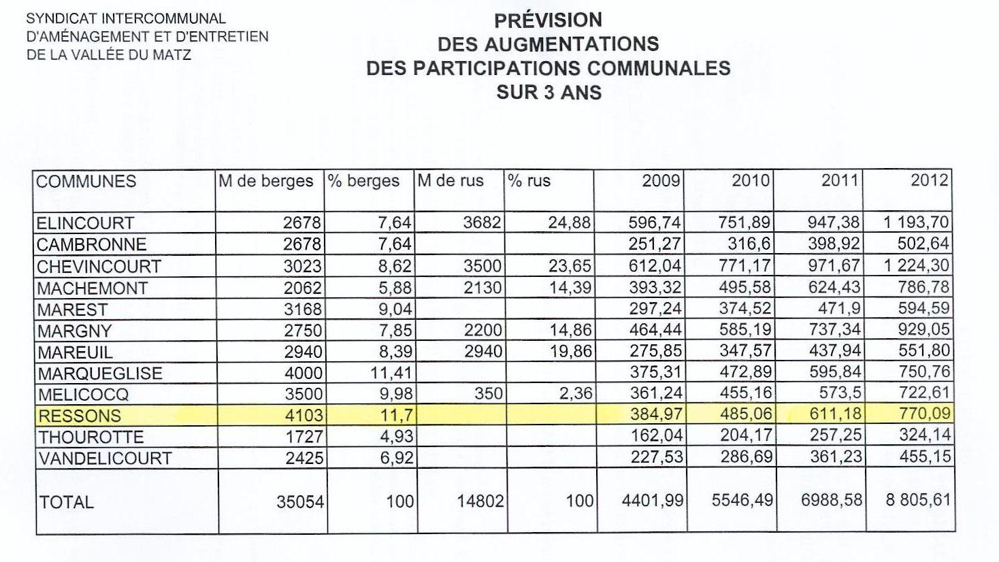 SYNDICAT INTERCOMMUNAL
D'AMÉNAGEMENT ET D'ENTRETIEN
DE LA VALLÉE DU MATZ
PRÉVISION
DES AUGMENTATIONS
DES PARTICIPATIONS COMMUNALES
SUR 3 ANS
COMMUNES M de berges % berges M de rus % rus 2009 2010 2011 2012
ELINCOURT 2678 7,64 3682 24,88 596,74 751,89 947,38 1 193,70
CAMBRONNE 2678 7,64 251,27 316,6 398,92 502,64
CHEVINCOURT 3023 8,62 3500 23,65 612,04 771,17 971,67 1 224,30
MACHEMONT 2062 5,88 2130 14,39 393,32 495,58 624,43 786,78
MAREST 3168 9,04 297,24 374,52 471,9 594,59
MARGNY 2750 7,85 2200 14,86 464,44 585,19 737,34 929,05
MAREUIL 2940 8,39 2940 19,86 275,85 347,57 437,94 551,80
MARQUEGLISE 4000 11,41 375,31 472,89 595,84 750,76
MELICOCQ 3500 9,98 350 2,36 361,24 455,16 573,5 722,61
RESSONS 4103 11,7 384,97 485,06 611,18 770,09
THOUROTTE 1727 4,93 162,04 204,17 257,25 324,14
VANDELICOURT 2425 6,92 227,53 286,69 361,23 455,15
TOTAL 35054 100 14802 100 4401,99 5546,49 6988,58 8 805,61